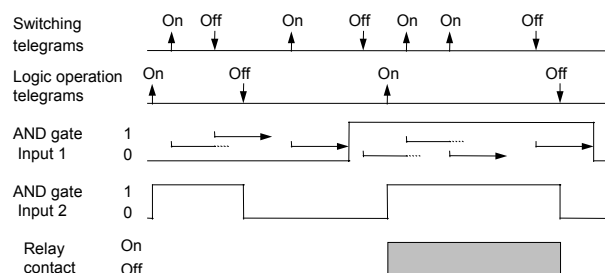 Switching telegrams
On Off On Off On On Off
Logic operation telegrams
On Off On Off
AND gate 1
Input 1 0
AND gate 1
Input 2 0
Relay On
contact Off